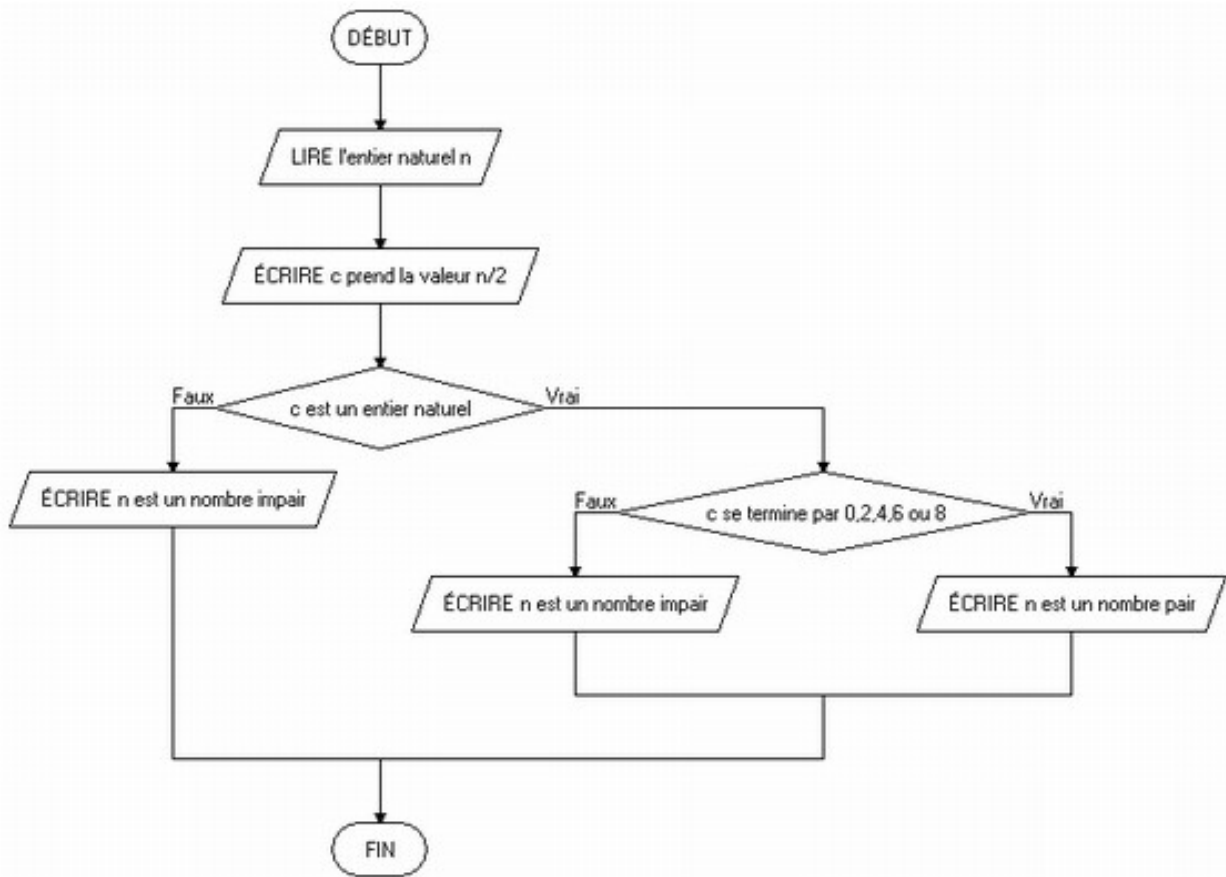 DÉBUT
LIRE l'entier naturel n
ÉCRIRE c prend la valeur n/2
Faux
Vrai
c est un entier naturel
ÉCRIRE n est un nombre impair
Faux
Vrai
c se termine par 0,2,4,6 ou 8
ÉCRIRE n est un nombre impair
ÉCRIRE n est un nombre pair
FIN